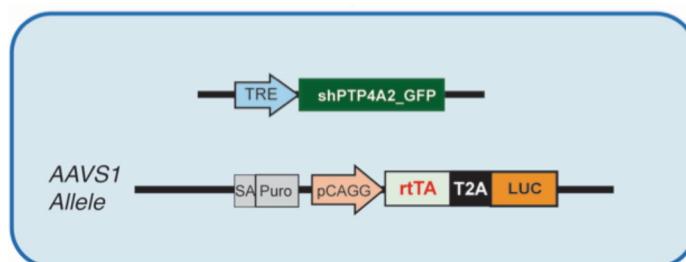 TRE
shPTP4A2_GFP
AAVS1
Allele
SA Puro pCAGG rtTA T2A LUC